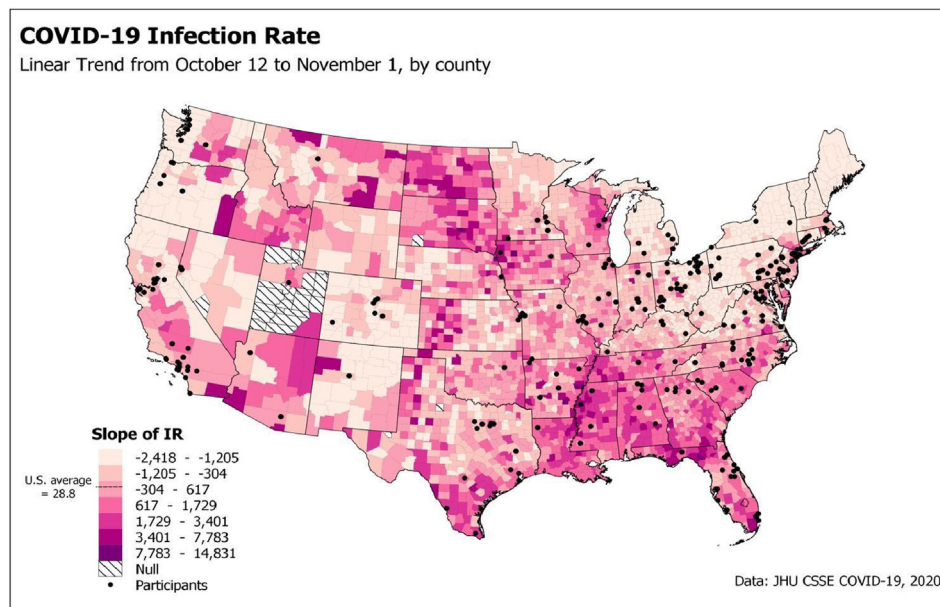 COVID-19 Infection Rate
Linear Trend from October 12 to November 1, by county
Slope of IR
-2,418 - -1,205
-1,205 - -304
U.S. average
= 28.8
-304 - 617
617 - 1,729
1,729 - 3,401
3,401 - 7,783
7,783 - 14,831
Null
Participants
Data: JHU CSSE COVID-19, 2020